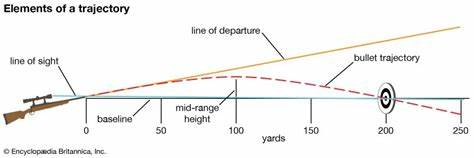 Elements of a trajectory
line of departure
line of sight
bullet trajectory
baseline
mid-range
height
0
50
100
150
200
250
yards
© Encyclopædia Britannica, Inc.